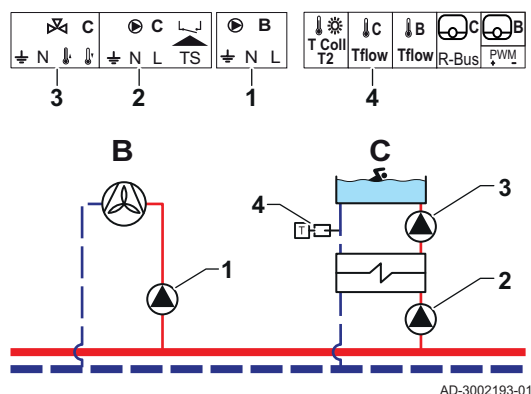 C
C
B
N
N L
TS
N L
3
2
1
T Coll
T2
C
Tflow
B
Tflow
C
R-Bus
B
PWM
+ -
4
B
C
4
T
3
1
2
AD-3002193-01